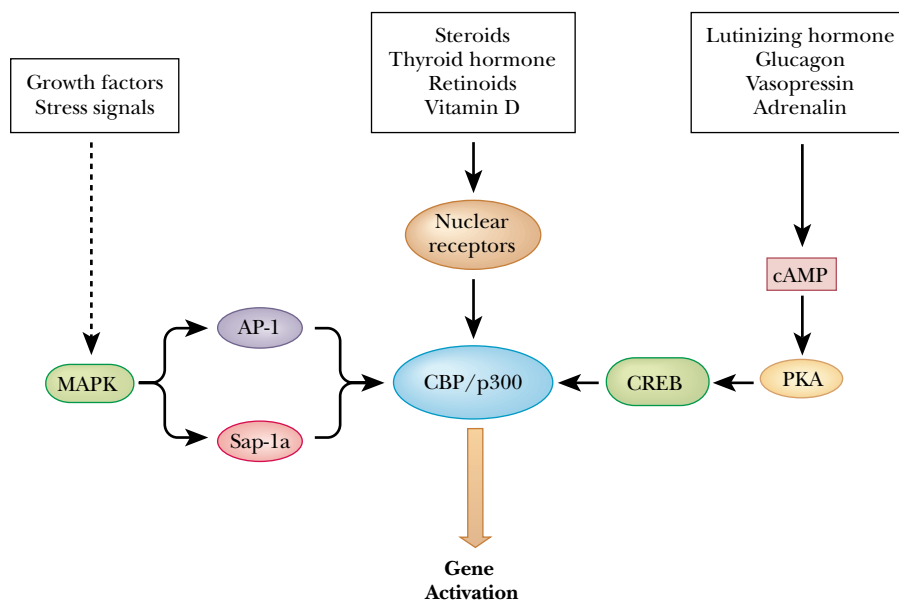 Growth factors
Stress signals
Steroids
Thyroid hormone
Retinoids
Vitamin D
Lutinizing hormone
Glucagon
Vasopressin
Adrenalin
Nuclear
receptors
cAMP
AP-1
MAPK
CBP/p300
CREB
PKA
Sap-1a
Gene
Activation